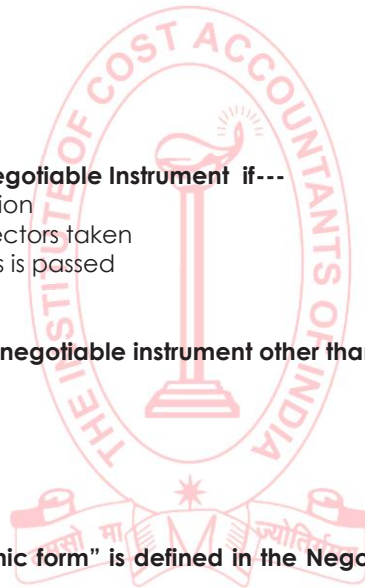 THE INSTITUTE OF COST ACCOUNTANTS OF INDIA
egotiable Instrument if---
ion
ectors taken
s is passed
negotiable instrument other than
nic form" is defined in the Nego